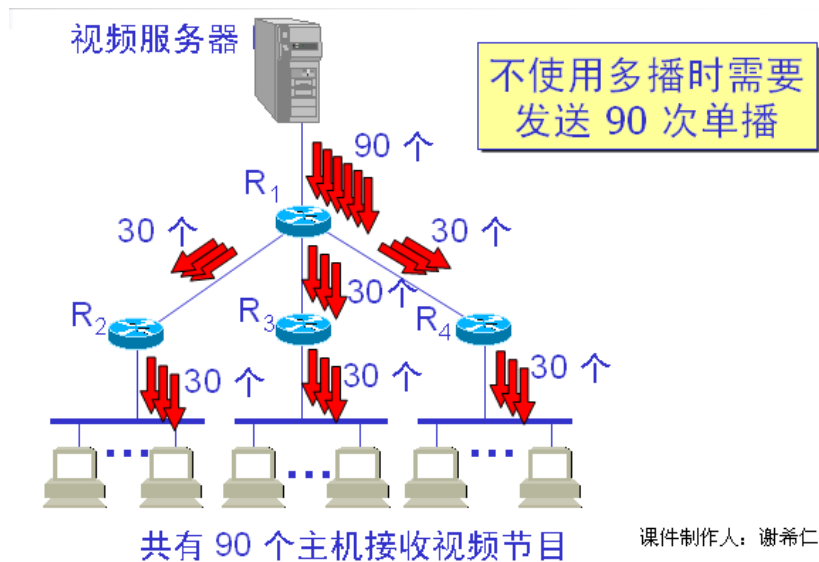 视频服务器
不使用多播时需要
发送 90 次单播
90 个
R1
30 个
30 个
30个
R2
R3
R4
30 个
30 个
30 个
共有 90 个主机接收视频节目
课件制作人：谢希仁